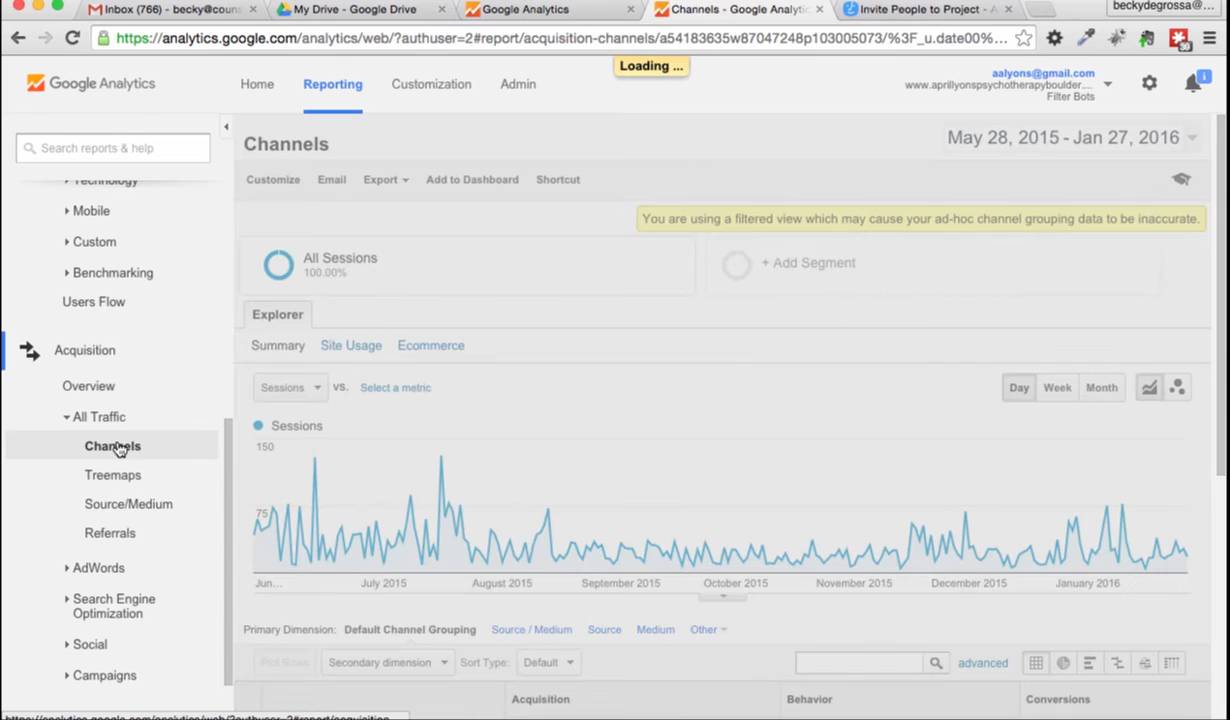 Inbox (766) - becky@couns
My Drive - Google Drive
Google Analytics
Channels - Google Analytic
Invite People to Project - A
beckydegrossa
https://analytics.google.com/analytics/web/?authuser=2#report/acquisition-channels/a54183635w87047248p103005073/%3F_u.date00%...
Loading ...
Google Analytics
Home
Reporting
Customization
Admin
aalyons@gmail.com
www.aprillyonspsychotherapyboulder....
Filter Bots
Search reports & help
Technology
Mobile
Custom
Benchmarking
Users Flow
Acquisition
Overview
All Traffic
Channels
Treemaps
Source/Medium
Referrals
AdWords
Search Engine
Optimization
Social
Campaigns
Channels
May 28, 2015 - Jan 27, 2016
Customize Email Export Add to Dashboard Shortcut
You are using a filtered view which may cause your ad-hoc channel grouping data to be inaccurate.
All Sessions
100.00%
+ Add Segment
Explorer
Summary Site Usage Ecommerce
Sessions VS. Select a metric
Day Week Month
Sessions
150
75
Jun... July 2015 August 2015 September 2015 October 2015 November 2015 December 2015 January 2016
Primary Dimension: Default Channel Grouping Source / Medium Source Medium Other
Plot Rows Secondary dimension Sort Type: Default advanced
Acquisition Behavior Conversions